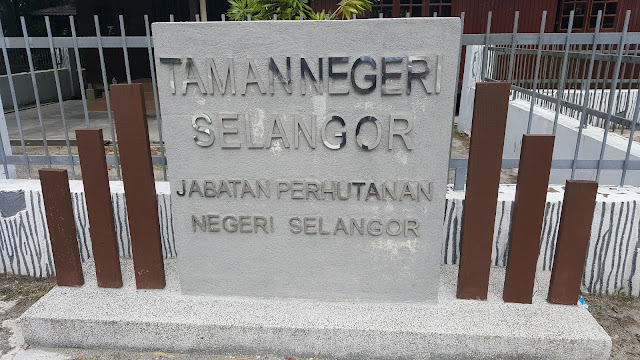 TAMAN NEGERI
SELANGOR
JABATAN PERHUTANAN
NEGERI SELANGOR